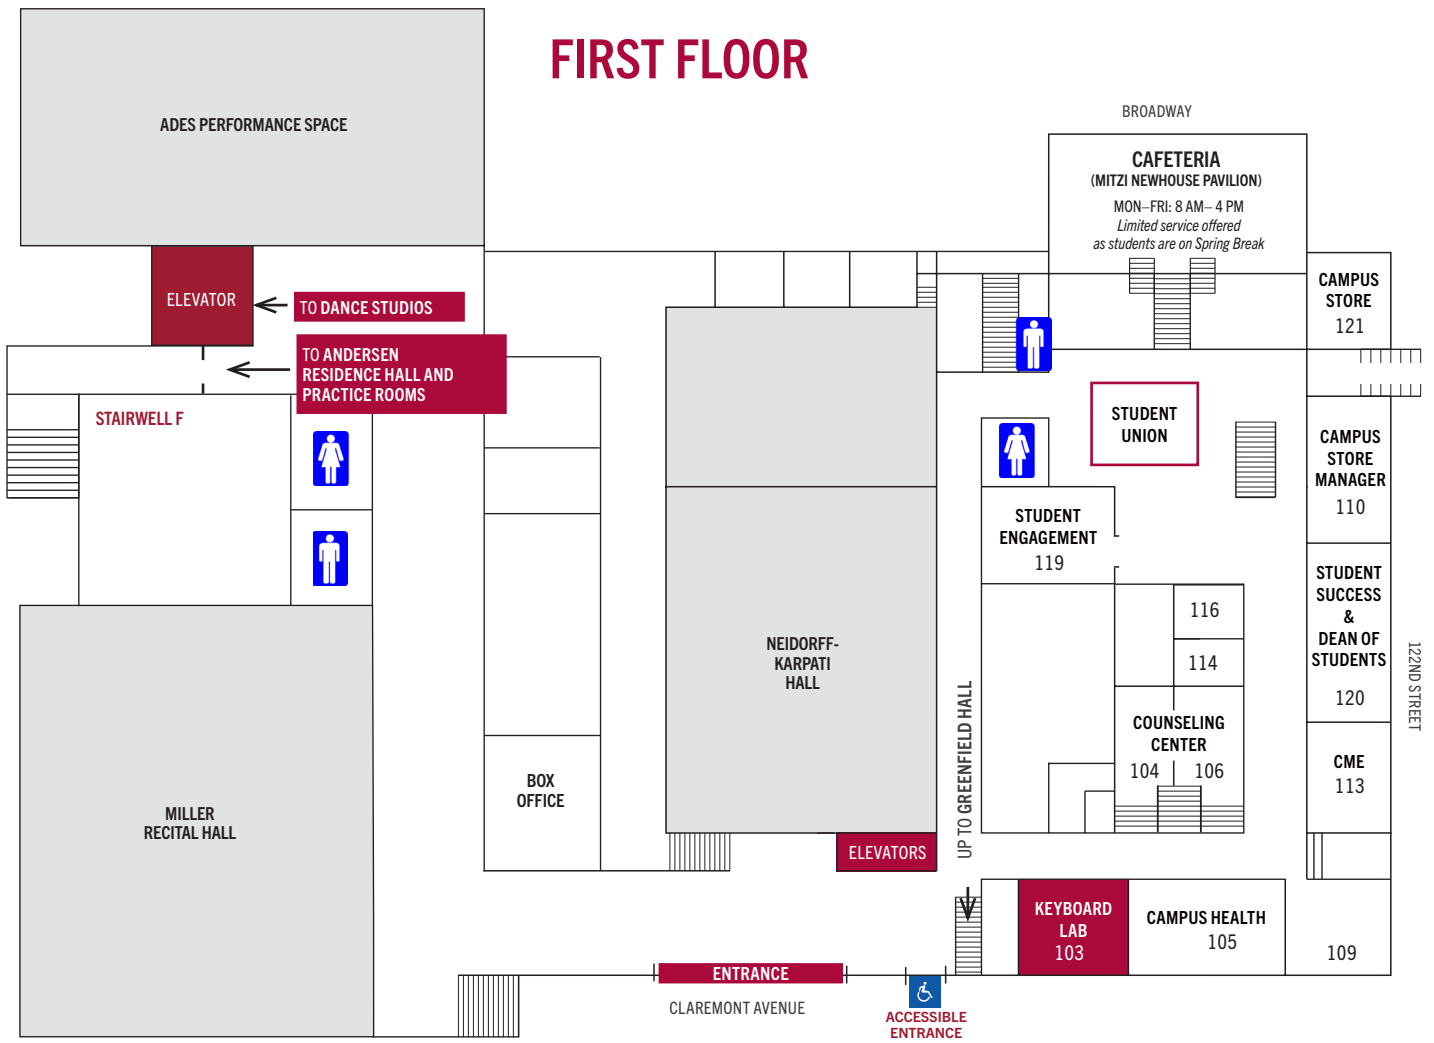 FIRST FLOOR
ADES PERFORMANCE SPACE
BROADWAY
CAFETERIA
(MITZI NEWHOUSE PAVILION)
MON–FRI: 8 AM– 4 PM
Limited service offered
as students are on Spring Break
ELEVATOR
TO DANCE STUDIOS
TO ANDERSEN
RESIDENCE HALL AND
PRACTICE ROOMS
STAIRWELL F
CAMPUS
STORE
121
STUDENT
UNION
CAMPUS
STORE
MANAGER
110
STUDENT
ENGAGEMENT
119
STUDENT
SUCCESS
&
DEAN OF
STUDENTS
120
116
114
122ND STREET
NEIDORFF-
KARPATI
HALL
UP TO GREENFIELD HALL
COUNSELING
CENTER
104
106
CME
113
BOX
OFFICE
MILLER
RECITAL HALL
ELEVATORS
KEYBOARD
LAB
103
CAMPUS HEALTH
105
109
ENTRANCE
CLAREMONT AVENUE
ACCESSIBLE
ENTRANCE